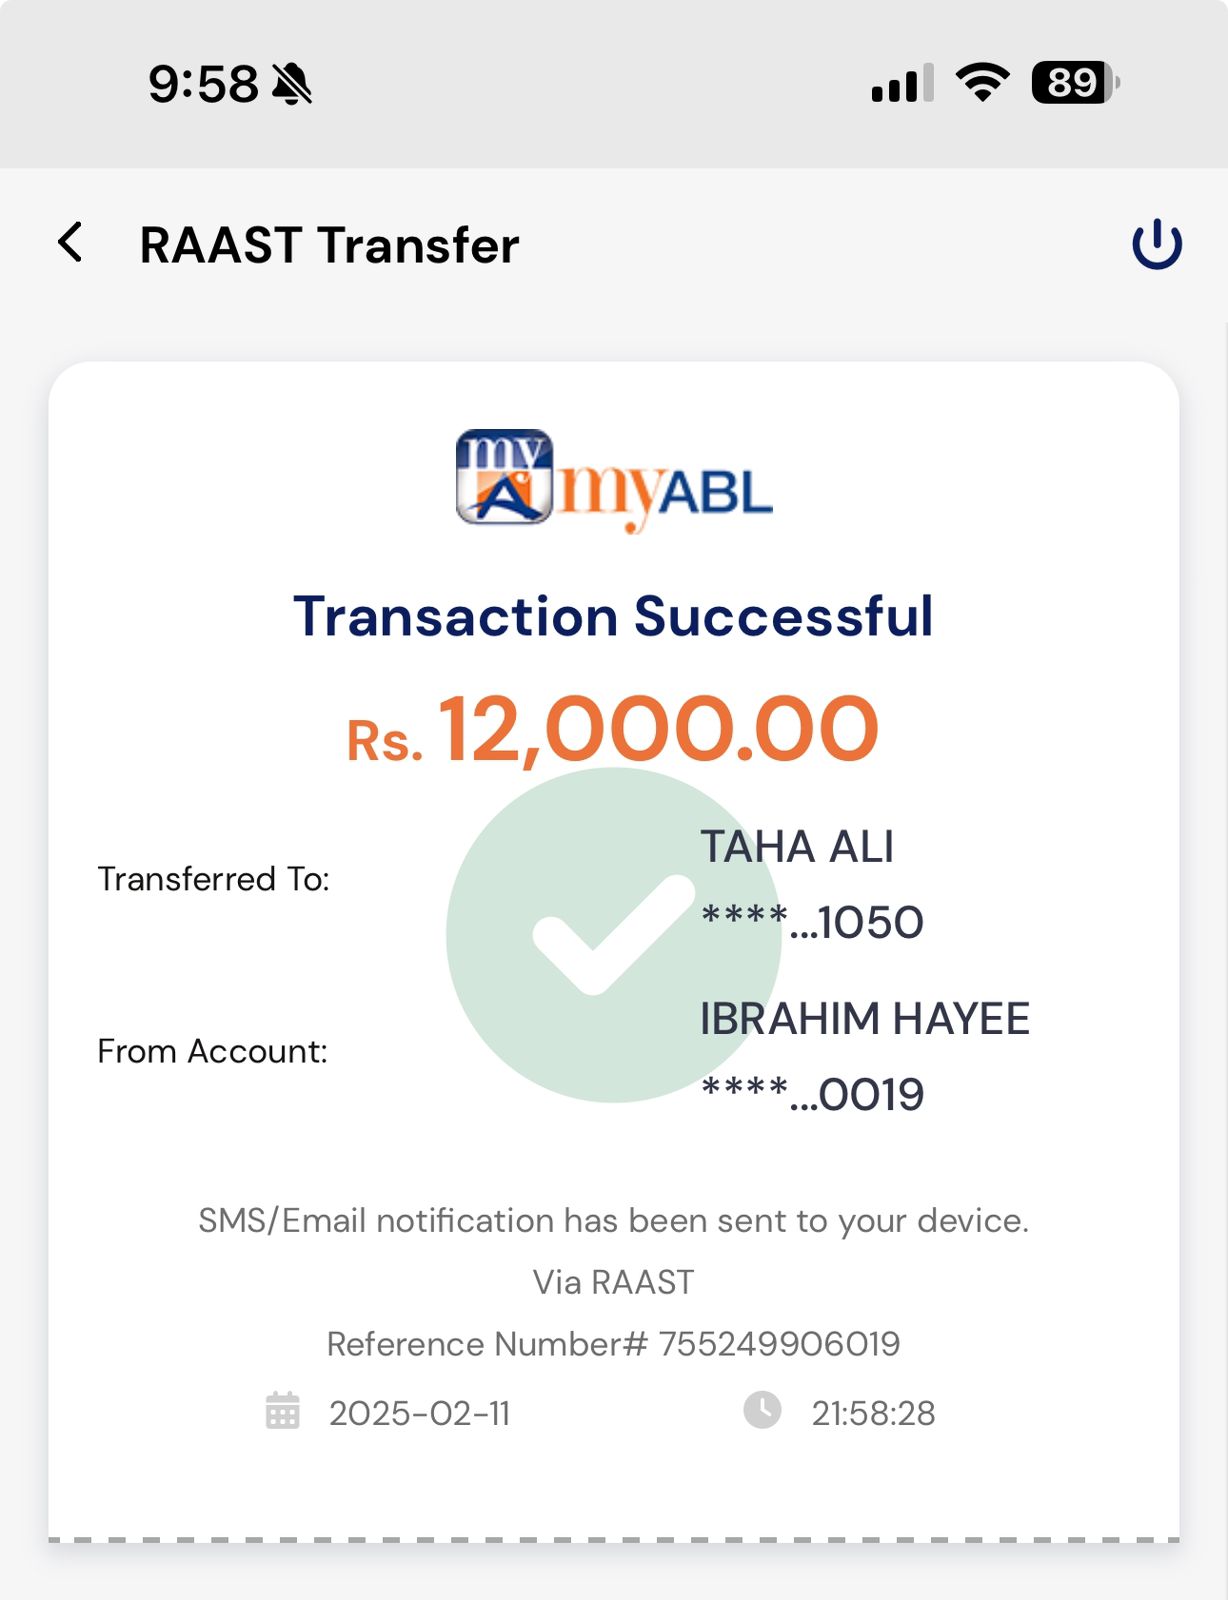 9:58
89
RAAST Transfer
my A myABL
Transaction Successful
Rs. 12,000.00
Transferred To:
TAHA ALI
****...1050
From Account:
IBRAHIM HAYEE
****...0019
SMS/Email notification has been sent to your device.
Via RAAST
Reference Number# 755249906019
2025-02-11
21:58:28